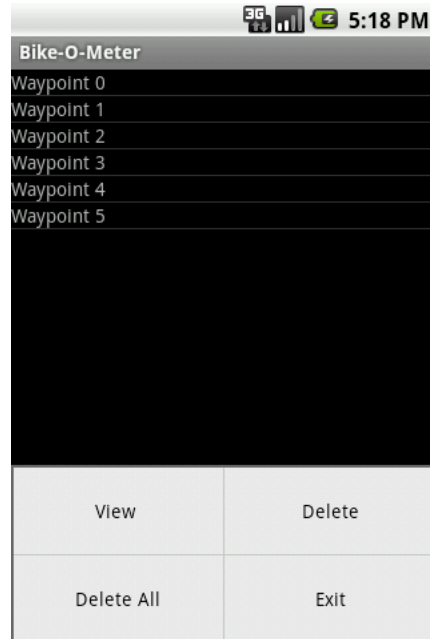 3G 5:18 PM
Bike-O-Meter
Waypoint 0
Waypoint 1
Waypoint 2
Waypoint 3
Waypoint 4
Waypoint 5
View Delete
Delete All Exit